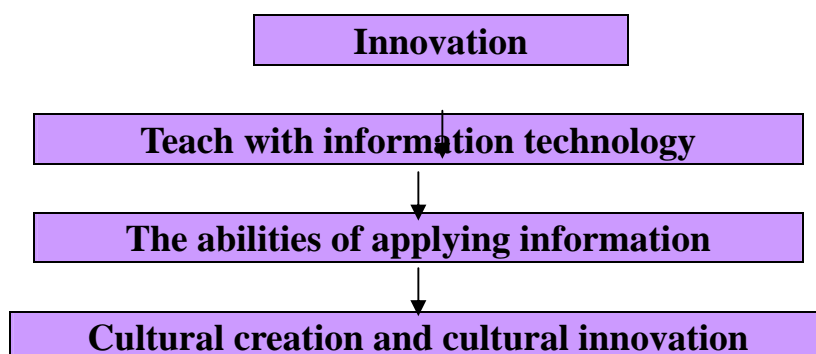 Innovation
Teach with information technology
The abilities of applying information
Cultural creation and cultural innovation